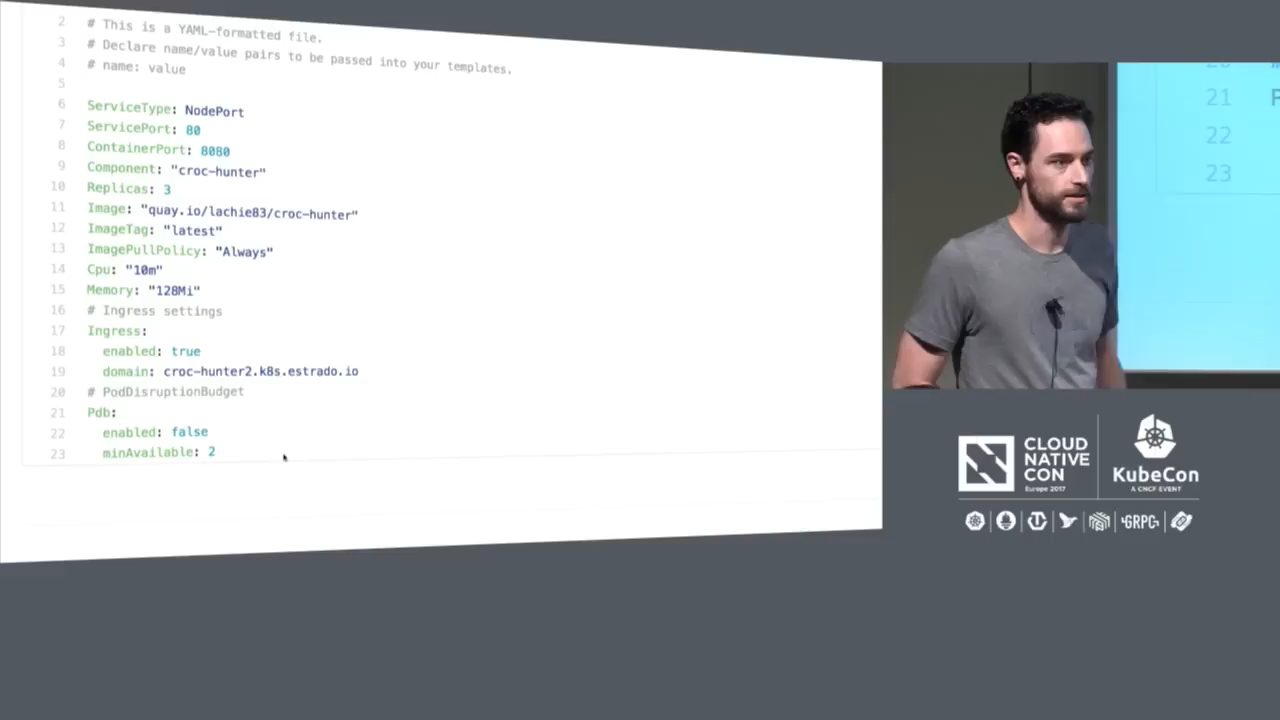 2 # This is a YAML-formatted file.
3 # Declare name/value pairs to be passed into your templates.
4 # name: value
5
6 ServiceType: NodePort
7 ServicePort: 80
8 ContainerPort: 8080
9 Component: "croc-hunter"
10 Replicas: 3
11 Image: "quay.io/lachie83/croc-hunter"
12 ImageTag: "latest"
13 ImagePullPolicy: "Always"
14 Cpu: "10m"
15 Memory: "128Mi"
16 # Ingress settings
17 Ingress:
18 enabled: true
19 domain: croc-hunter2.k8s.estrado.io
20 # PodDisruptionBudget
21 Pdb:
22 enabled: false
23 minAvailable: 2
21 P
22
23
CLOUD
NATIVE
CON
Europe 2017
KubeCon
A CNCF EVENT
GRPC